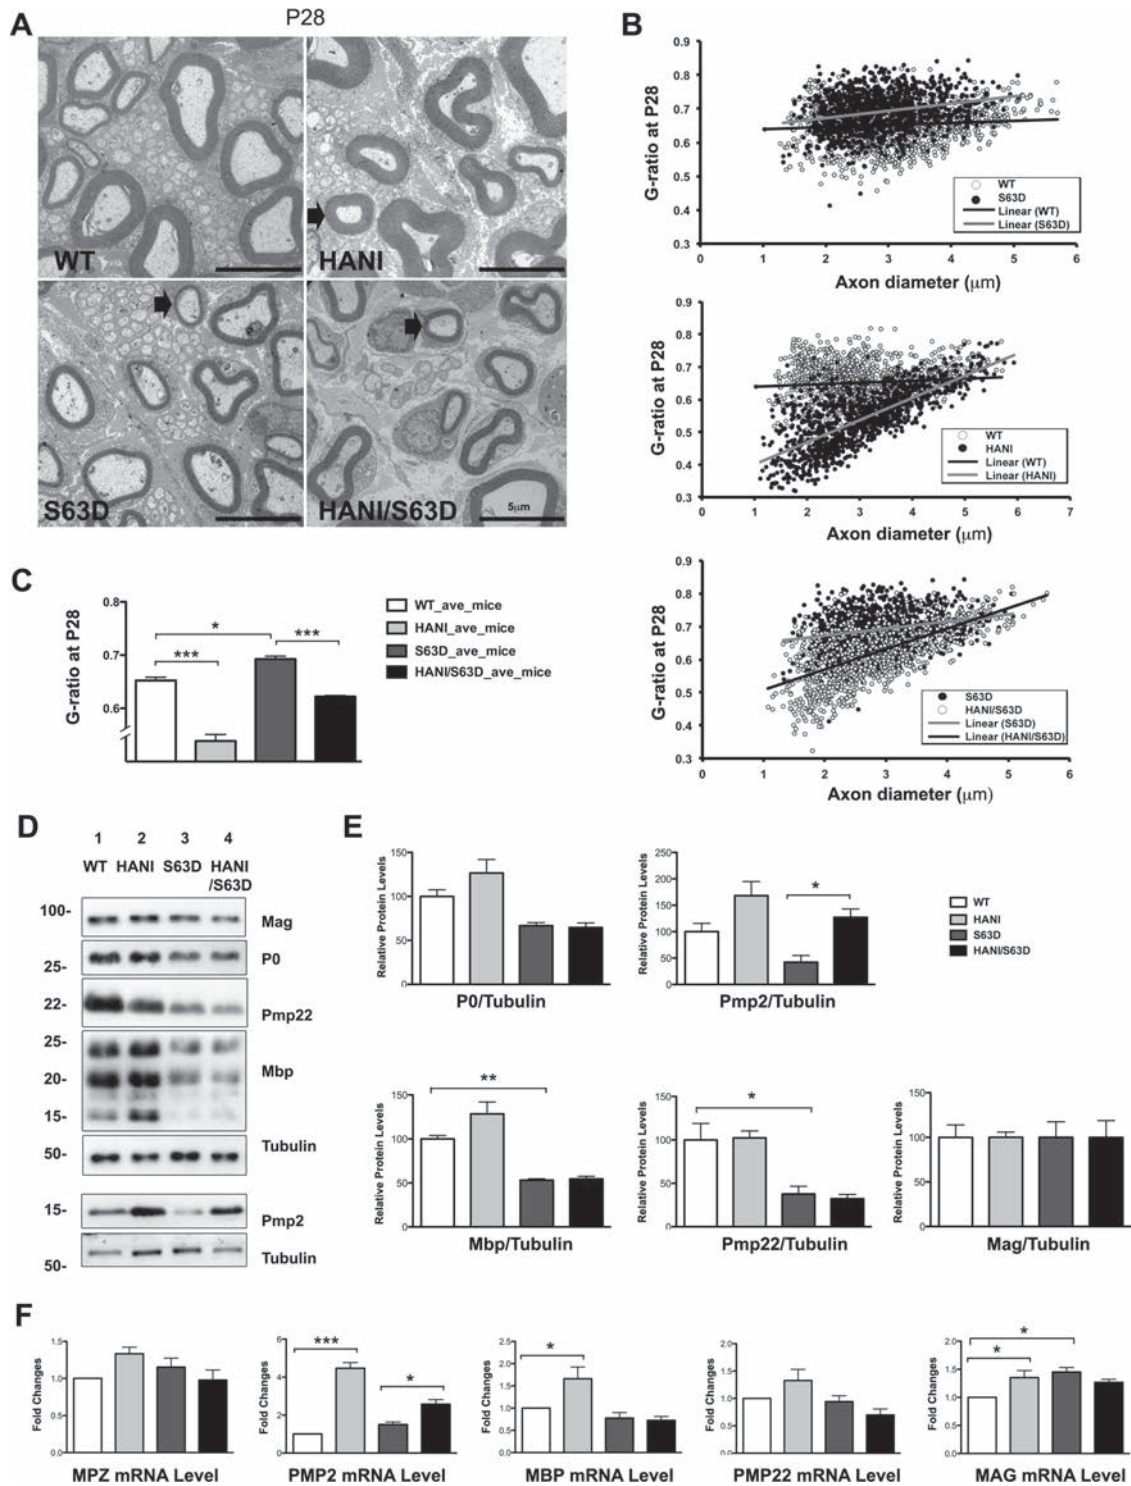 P28
A
WT
HANI
S63D
HANI/S63D
5μm
B
G-ratio at P28
0.9
0.8
0.7
0.6
0.5
0.4
0.3
0 1 2 3 4 5 6
Axon diameter (μm)
WT
S63D
Linear (WT)
Linear (S63D)
G-ratio at P28
0.9
0.8
0.7
0.6
0.5
0.4
0.3
0 1 2 3 4 5 6 7
Axon diameter (μm)
WT
HANI
Linear (WT)
Linear (HANI)
G-ratio at P28
0.9
0.8
0.7
0.6
0.5
0.4
0.3
0 1 2 3 4 5 6
Axon diameter (μm)
S63D
HANI/S63D
Linear (S63D)
Linear (HANI/S63D)
C
G-ratio at P28
0.8
0.7
0.6
* *** ***
WT_ave_mice
HANI_ave_mice
S63D_ave_mice
HANI/S63D_ave_mice
D
1 2 3 4
WT HANI S63D HANI
/S63D
100- Mag
25- P0
22- Pmp22
25-
20- Mbp
15-
50- Tubulin
15- Pmp2
50- Tubulin
E
Relative Protein Levels
150
100
50
0
P0/Tubulin
Relative Protein Levels
250
200
150
100
50
0
*
Pmp2/Tubulin
WT
HANI
S63D
HANI/S63D
Relative Protein Levels
150
100
50
0
**
Mbp/Tubulin
Relative Protein Levels
150
100
50
0
*
Pmp22/Tubulin
Relative Protein Levels
150
100
50
0
Mag/Tubulin
F
Fold Changes
1.5
1.0
0.5
0.0
MPZ mRNA Level
Fold Changes
6
4
2
0
*** *
PMP2 mRNA Level
Fold Changes
2.5
2.0
1.5
1.0
0.5
0.0
*
MBP mRNA Level
Fold Changes
2.0
1.5
1.0
0.5
0.0
PMP22 mRNA Level
Fold Changes
2.0
1.5
1.0
0.5
0.0
* *
MAG mRNA Level